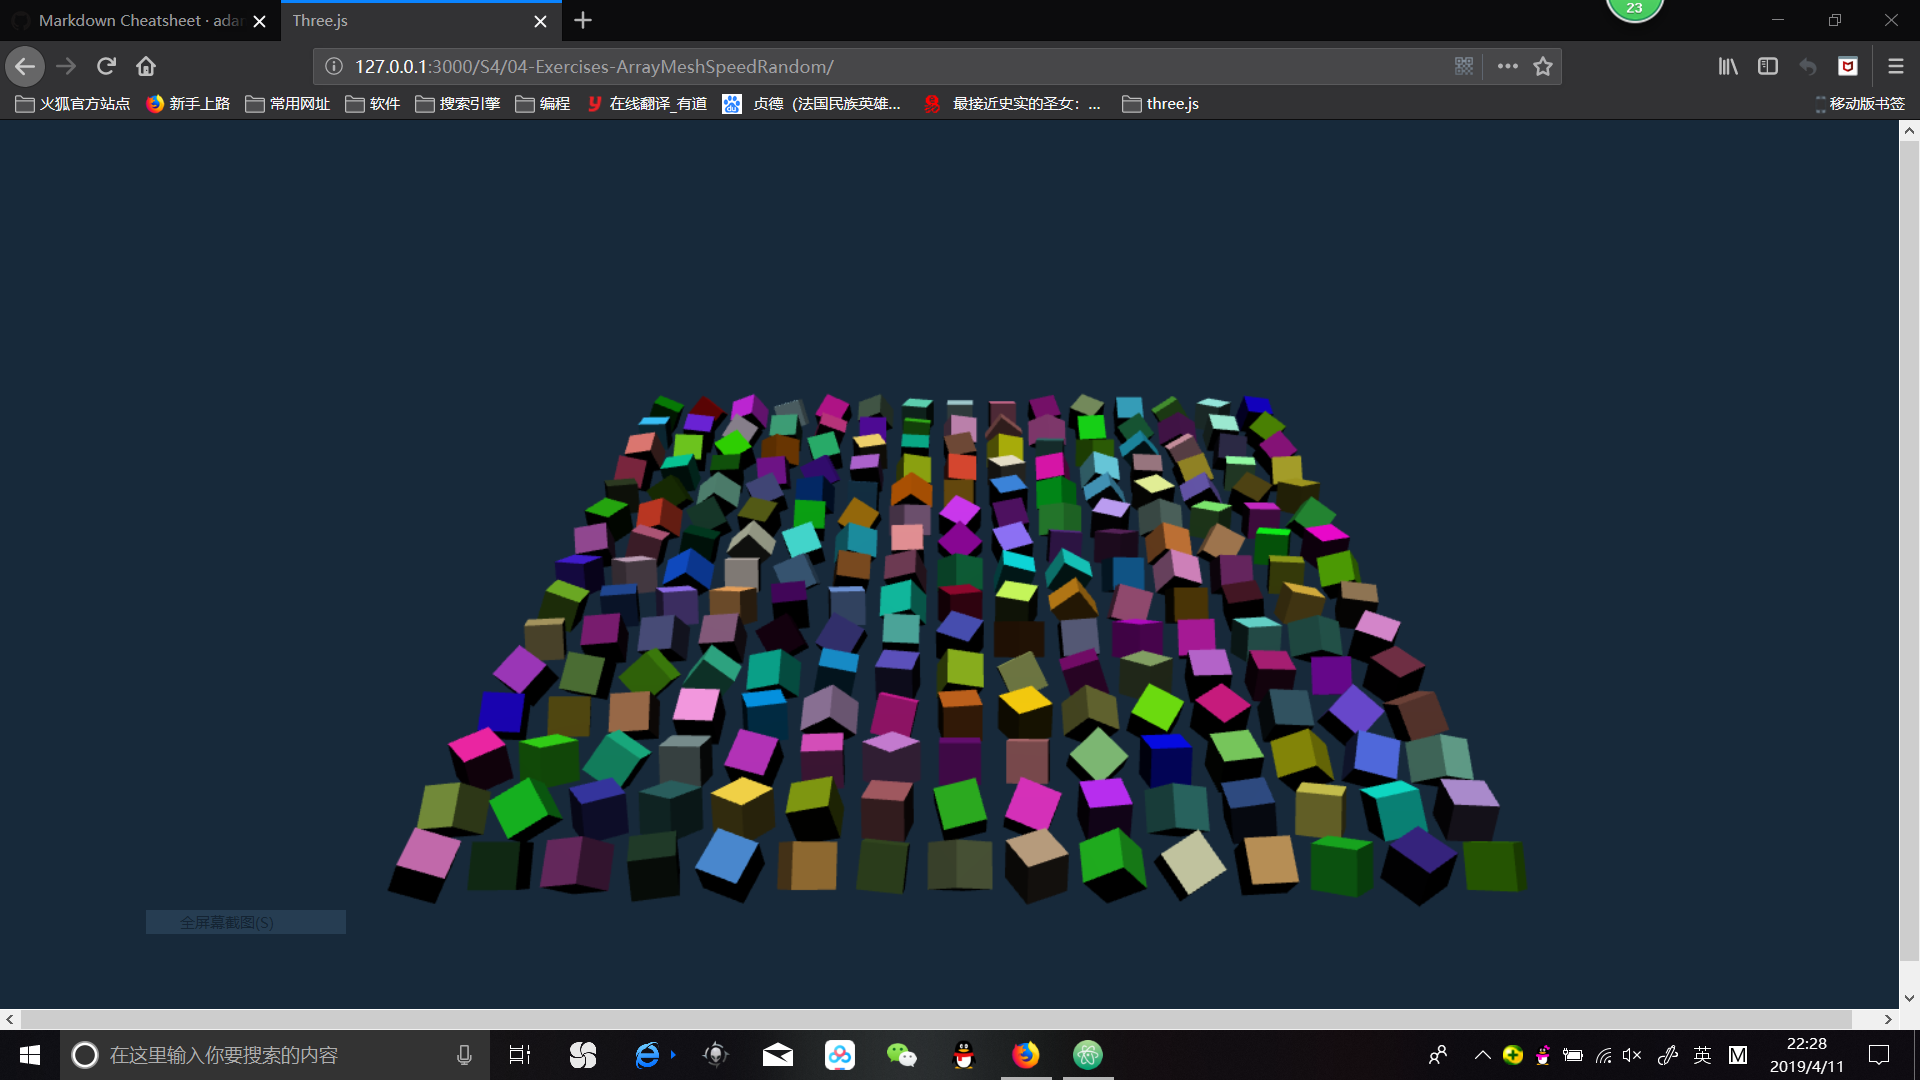 Markdown Cheatsheet · adar
Three.js
23
127.0.0.1:3000/S4/04-Exercises-ArrayMeshSpeedRandom/
火狐官方站点 新手上路 常用网址 软件 搜索引擎 编程 在线翻译_有道 贞德（法国民族英雄... 最接近史实的圣女：... three.js 移动版书签
全屏幕截图(S)
在这里输入你要搜索的内容
英
M
22:28
2019/4/11